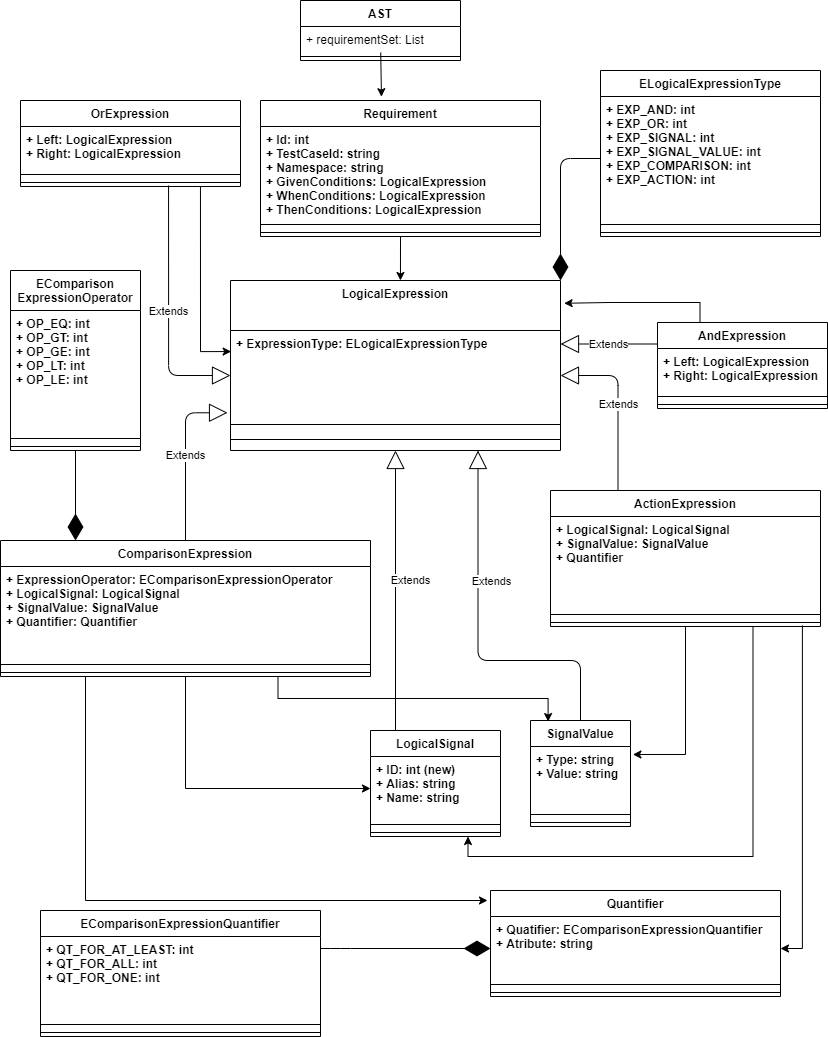 AST
+ requirementSet: List
ELogicalExpressionType
+ EXP_AND: int
+ EXP_OR: int
+ EXP_SIGNAL: int
+ EXP_SIGNAL_VALUE: int
+ EXP_COMPARISON: int
+ EXP_ACTION: int
OrExpression
+ Left: LogicalExpression
+ Right: LogicalExpression
Requirement
+ Id: int
+ TestCaseId: string
+ Namespace: string
+ GivenConditions: LogicalExpression
+ WhenConditions: LogicalExpression
+ ThenConditions: LogicalExpression
EComparison
ExpressionOperator
+ OP_EQ: int
+ OP_GT: int
+ OP_GE: int
+ OP_LT: int
+ OP_LE: int
Extends
LogicalExpression
+ ExpressionType: ELogicalExpressionType
Extends
AndExpression
+ Left: LogicalExpression
+ Right: LogicalExpression
Extends
Extends
ActionExpression
+ LogicalSignal: LogicalSignal
+ SignalValue: SignalValue
+ Quantifier
ComparisonExpression
+ ExpressionOperator: EComparisonExpressionOperator
+ LogicalSignal: LogicalSignal
+ SignalValue: SignalValue
+ Quantifier: Quantifier
Extends
Extends
LogicalSignal
+ ID: int (new)
+ Alias: string
+ Name: string
SignalValue
+ Type: string
+ Value: string
EComparisonExpressionQuantifier
+ QT_FOR_AT_LEAST: int
+ QT_FOR_ALL: int
+ QT_FOR_ONE: int
Quantifier
+ Quatifier: EComparisonExpressionQuantifier
+ Atribute: string